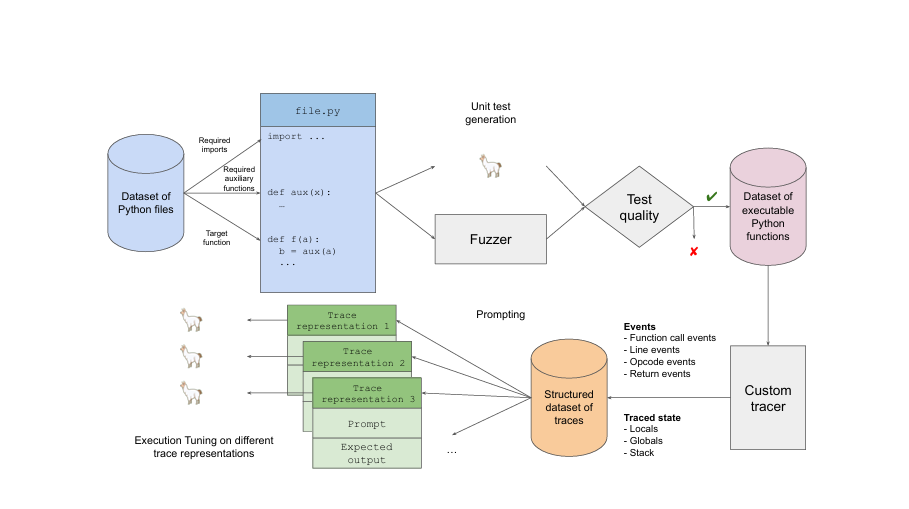 Unit test
generation
file.py
Required
imports
import ...
Required
auxiliary
functions
Dataset of
Python files
def aux(x):
_
Target
function
def f(a):
b = aux(a)
...
Fuzzer
Test
quality
✔
✘
Dataset of
executable
Python
functions
Custom
tracer
Events
- Function call events
- Line events
- Opcode events
- Return events
Traced state
- Locals
- Globals
- Stack
Structured
dataset of
traces
Prompting
Trace
representation 1
Trace
representation 2
Trace
representation 3
Prompt
Expected
output
...
Execution Tuning on different
trace representations